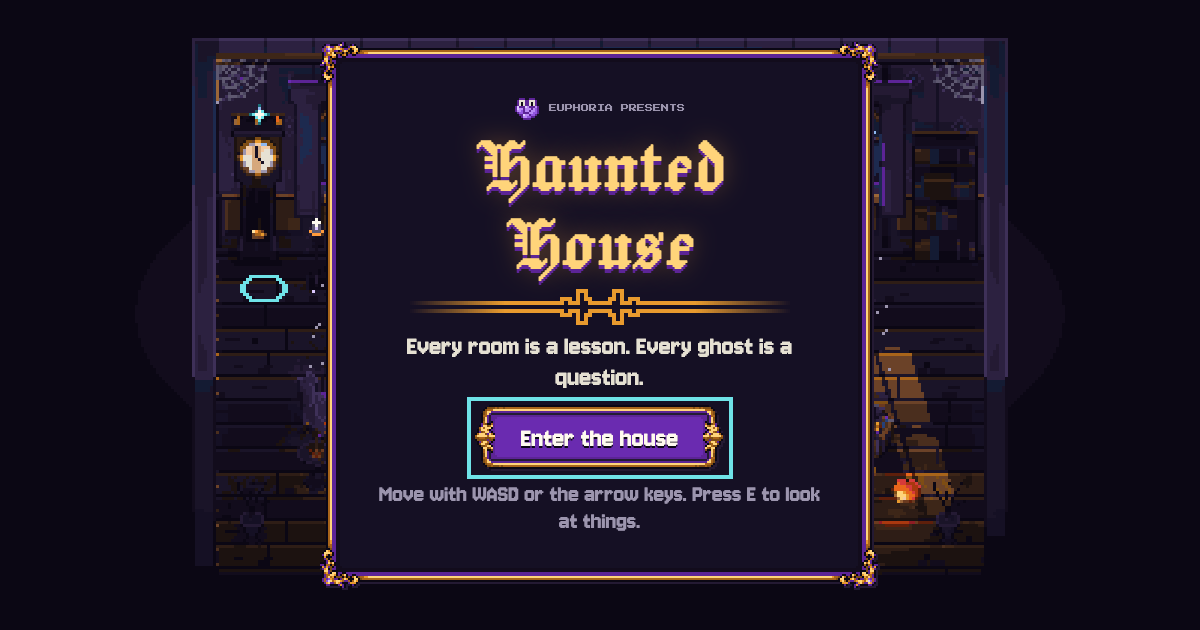 EUPHORIA PRESENTS
Haunted
House
Every room is a lesson. Every ghost is a
question.
Enter the house
Move with WASD or the arrow keys. Press E to look
at things.